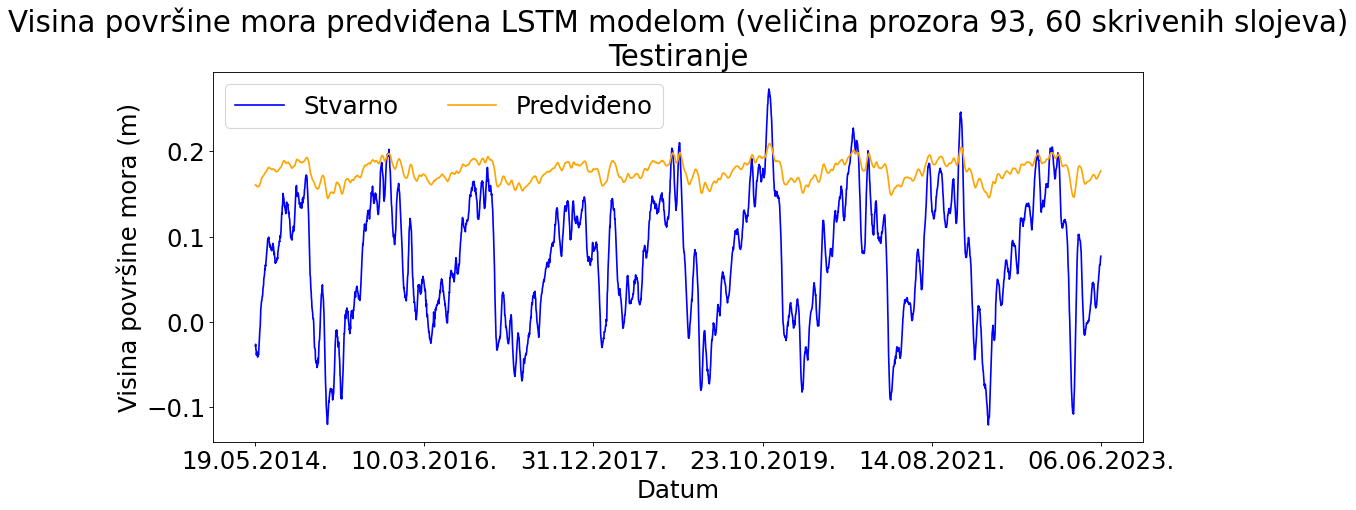 Visina površine mora predviđena LSTM modelom (veličina prozora 93, 60 skrivenih slojeva)
Testiranje
Stvarno
Predviđeno
Visina površine mora (m)
0.2
0.1
0.0
−0.1
19.05.2014.
10.03.2016.
31.12.2017.
23.10.2019.
14.08.2021.
06.06.2023.
Datum